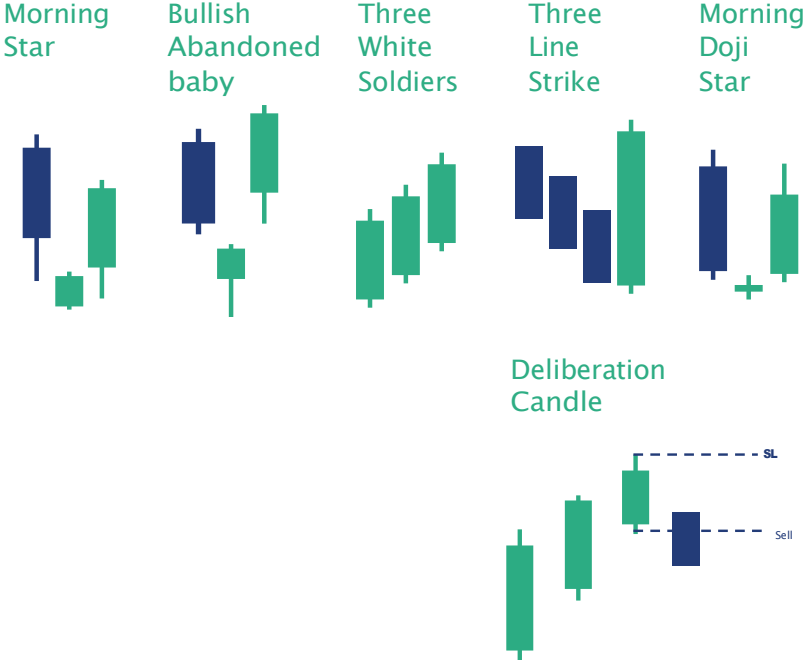 Morning
Star
Bullish
Abandoned
baby
Three
White
Soldiers
Three
Line
Strike
Morning
Doji
Star
Deliberation
Candle
SL
Sell